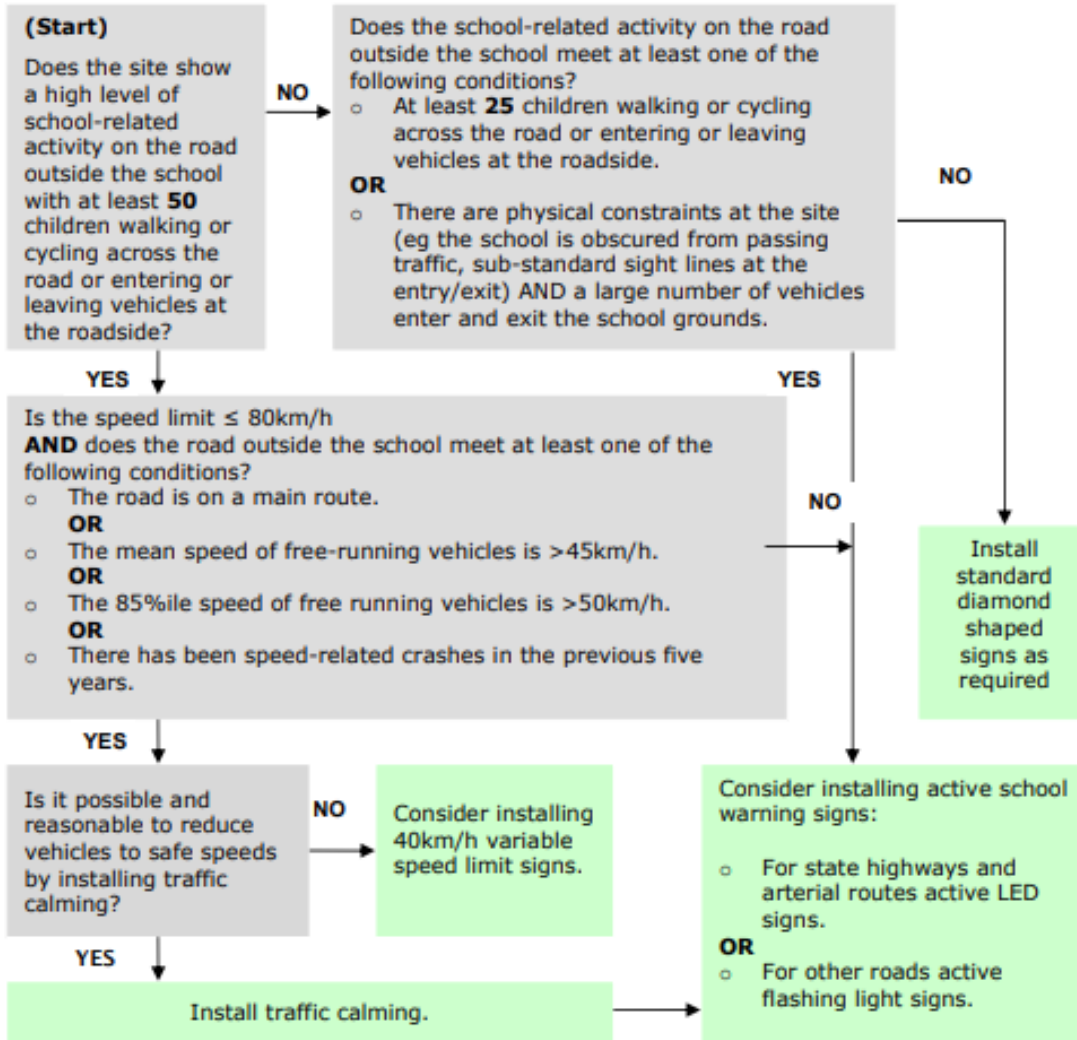 (Start)
Does the site show
a high level of
school-related
activity on the road
outside the school
with at least 50
children walking or
cycling across the
road or entering or
leaving vehicles at
the roadside?
NO
Does the school-related activity on the road
outside the school meet at least one of the
following conditions?
o At least 25 children walking or cycling
across the road or entering or leaving
vehicles at the roadside.
OR
o There are physical constraints at the site
(eg the school is obscured from passing
traffic, sub-standard sight lines at the
entry/exit) AND a large number of vehicles
enter and exit the school grounds.
NO
YES
YES
Is the speed limit ≤ 80km/h
AND does the road outside the school meet at least one of the
following conditions?
o The road is on a main route.
OR
o The mean speed of free-running vehicles is >45km/h.
OR
o The 85%ile speed of free running vehicles is >50km/h.
OR
o There has been speed-related crashes in the previous five
years.
NO
Install
standard
diamond
shaped
signs as
required
YES
Is it possible and
reasonable to reduce
vehicles to safe speeds
by installing traffic
calming?
NO
Consider installing
40km/h variable
speed limit signs.
Consider installing active school
warning signs:
o For state highways and
arterial routes active LED
signs.
OR
o For other roads active
flashing light signs.
YES
Install traffic calming.